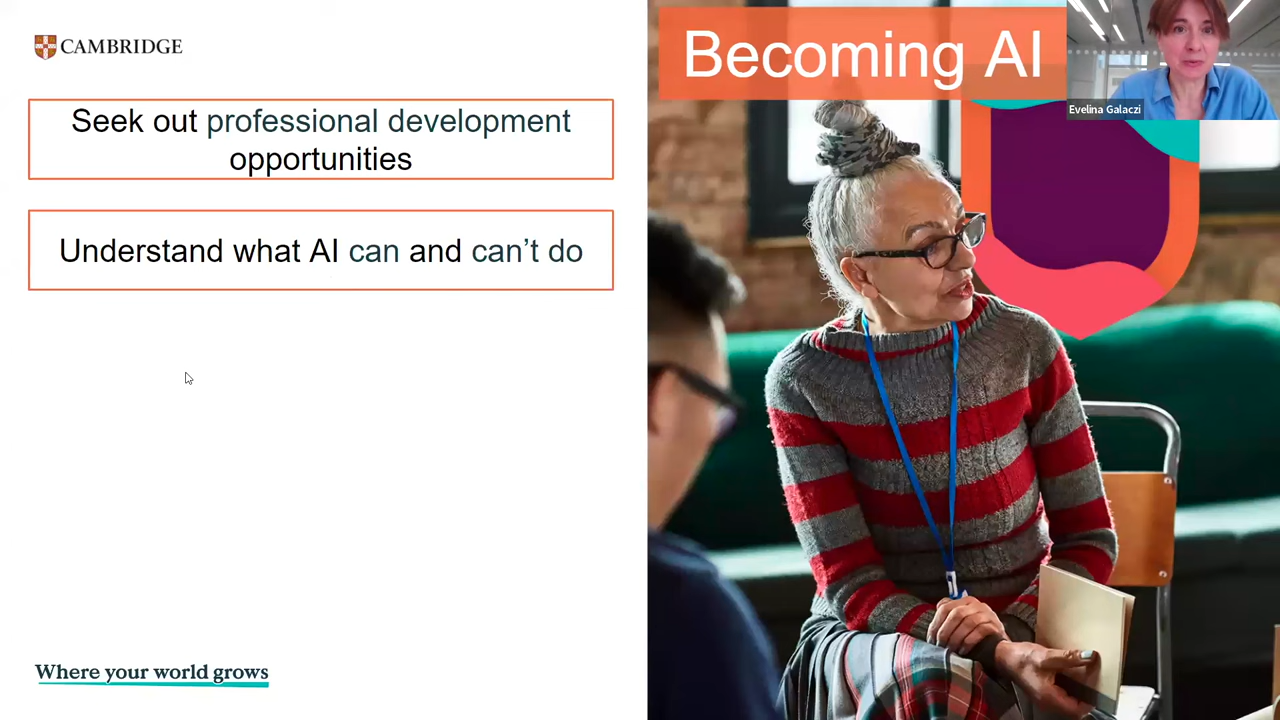 CAMBRIDGE
Seek out professional development
opportunities
Understand what AI can and can't do
Where your world grows
Becoming AI
Evelina Galaczi